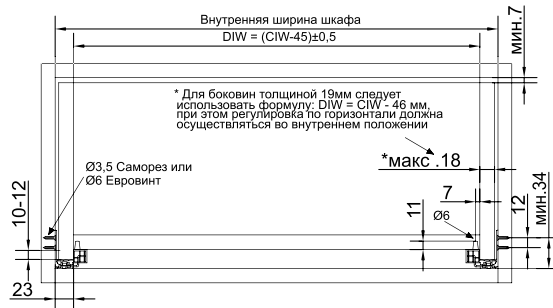 Внутренняя ширина шкафа
DIW = (CIW-45)±0,5
мин.7
* Для боковин толщиной 19мм следует
использовать формулу: DIW = CIW - 46 мм,
при этом регулировка по горизонтали должна
осуществляться во внутреннем положении
*макс .18
Ø3,5 Саморез или
Ø6 Евровинт
10-12
7
11
Ø6
12
мин.34
23